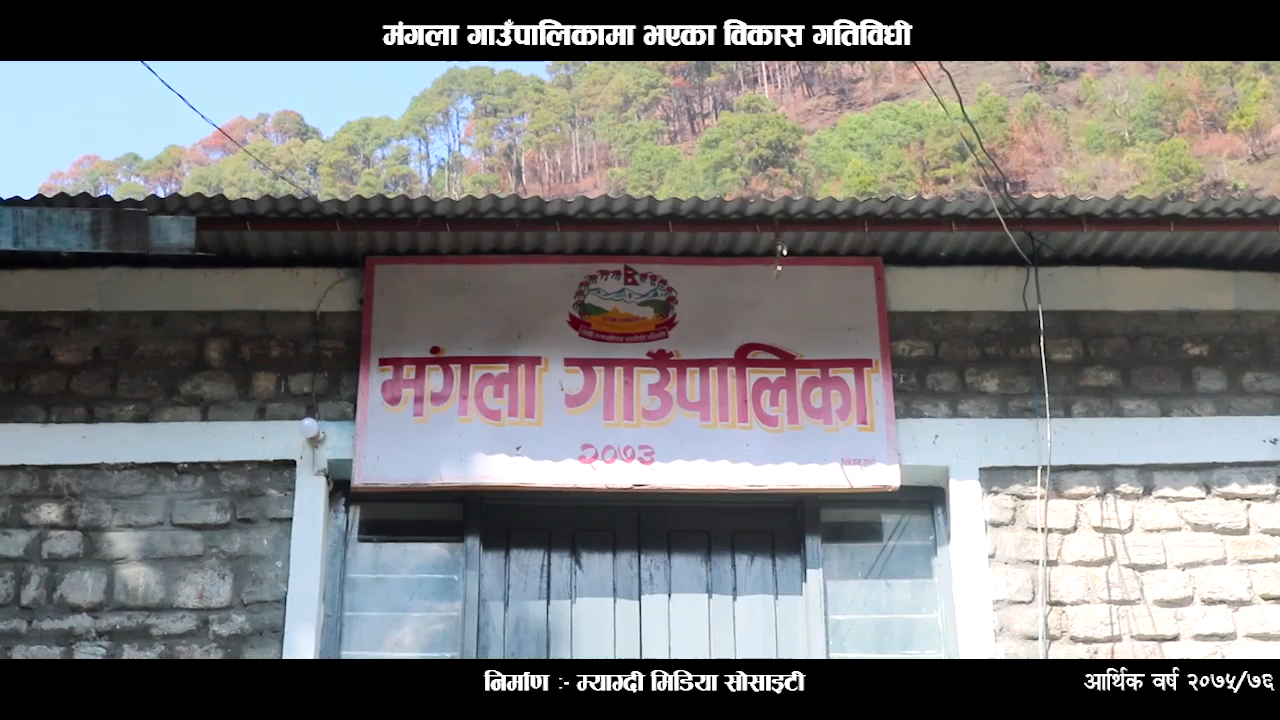 मंगला गाउँपालिकामा भएका विकास गतिविधी
मंगला गाउँपालिका
२०७३
निर्माण :- म्याग्दी मिडिया सोसाइटी
आर्थिक वर्ष २०७५/७६